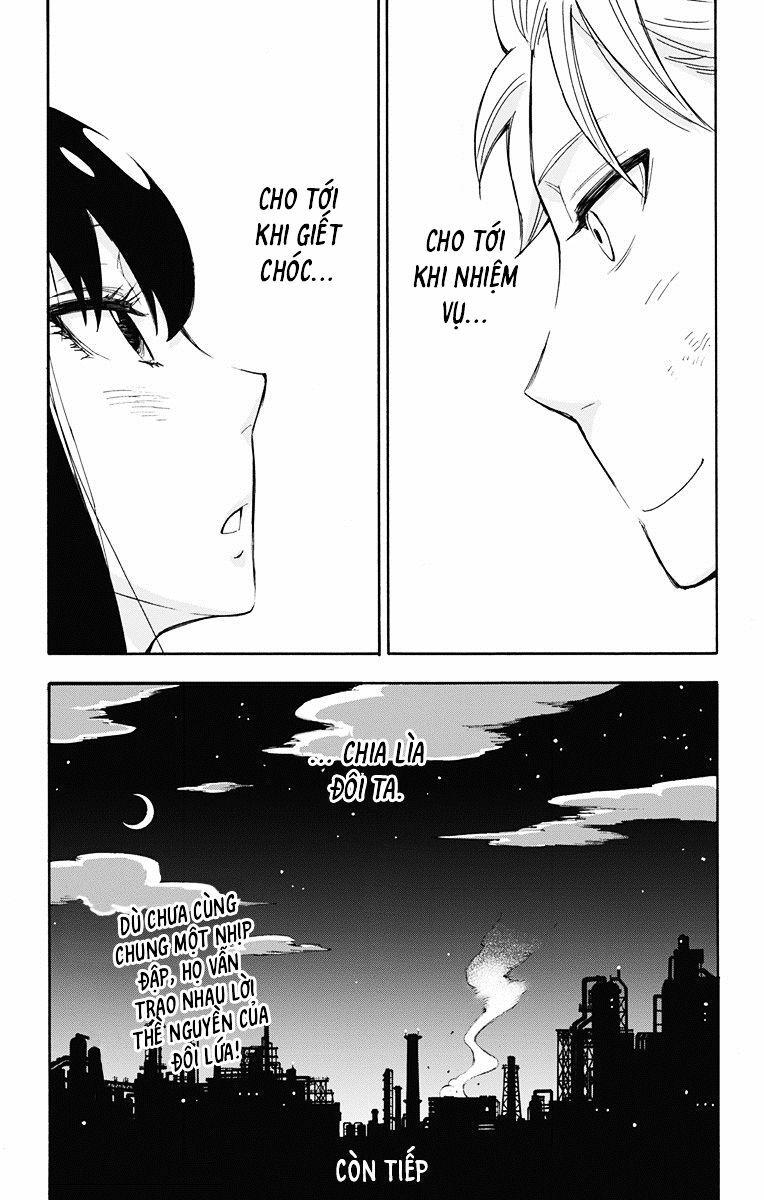 CHO TỚI
KHI NHIỆM
VỤ...
CHO TỚI
KHI GIẾT
CHÓC...
... CHIA LÌA
ĐÔI TA.
DÙ CHƯA CÙNG
CHUNG MỘT NHỊP
ĐẬP, HỌ VẪN
TRAO NHAU LỜI
THỀ NGUYỀN CỦA
ĐÔI LỨA!
CÒN TIẾP